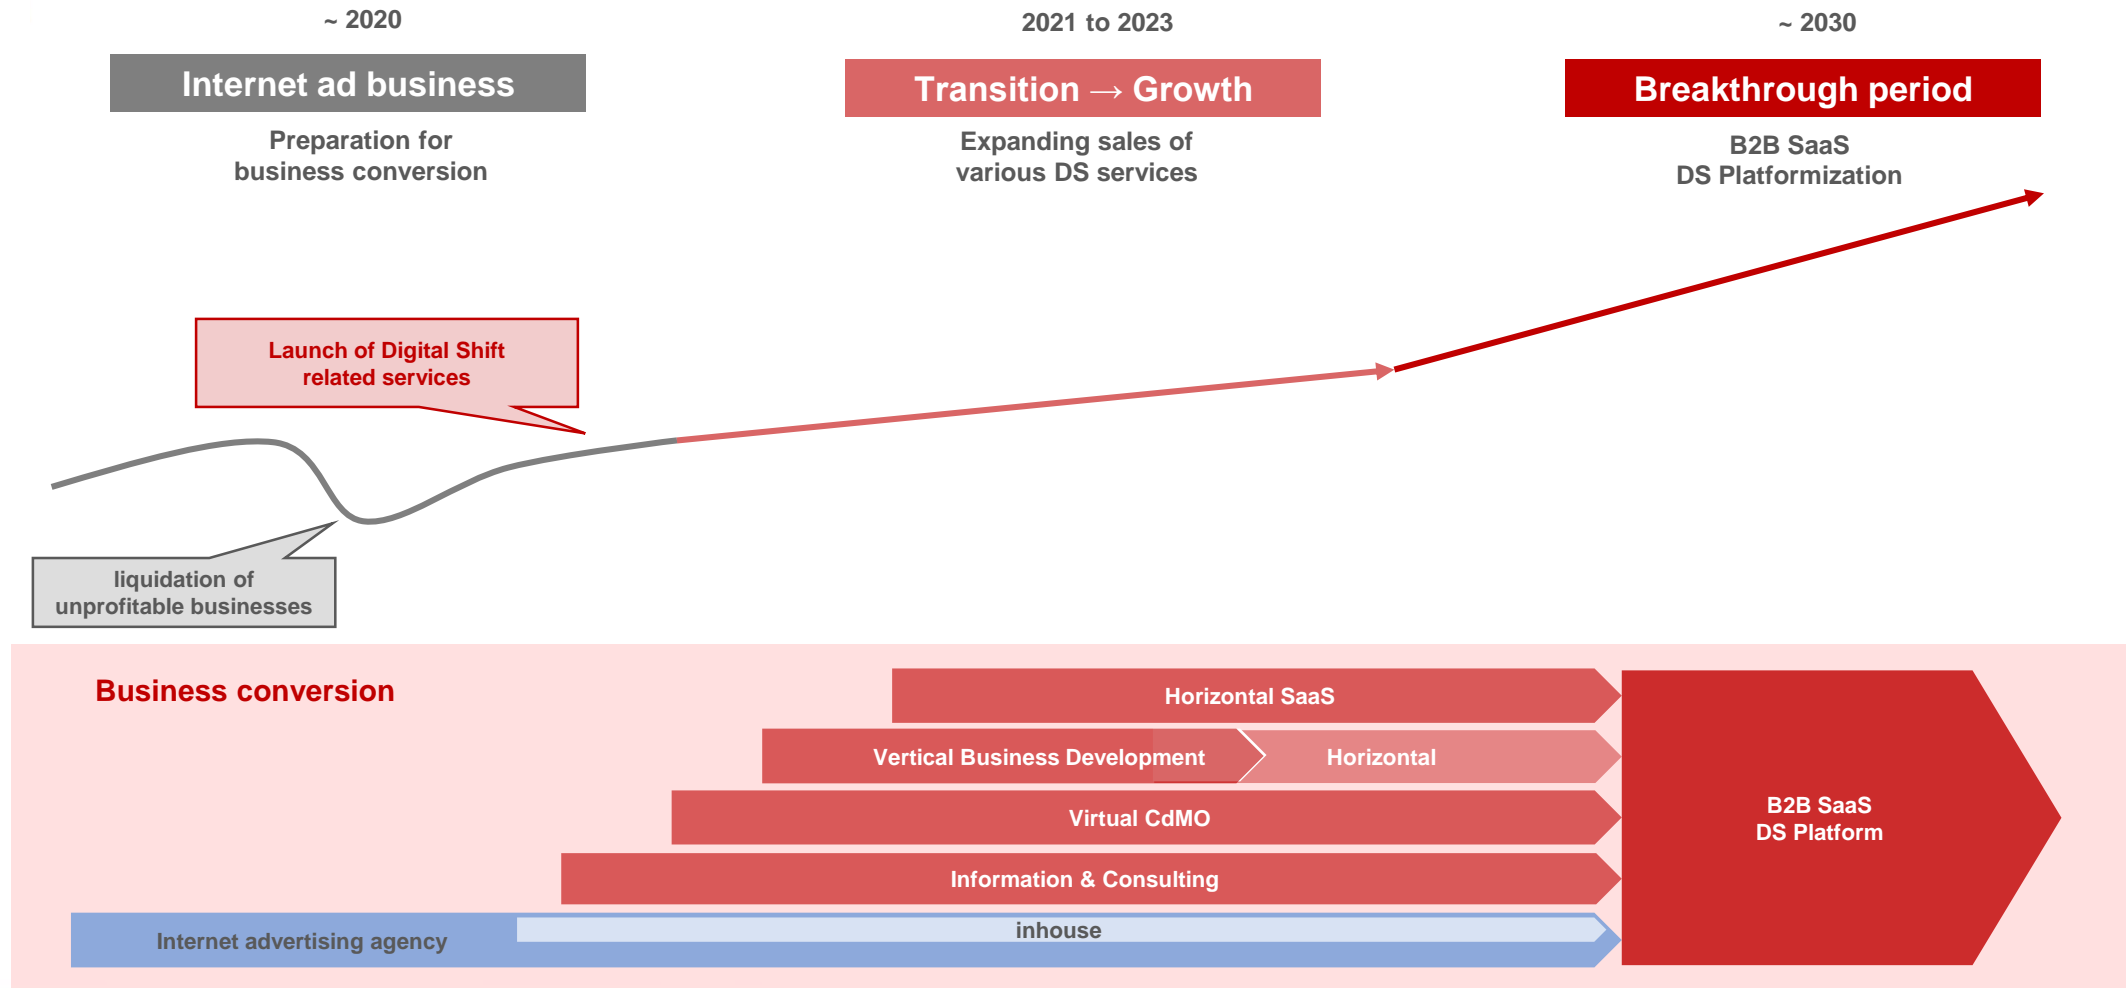 ~ 2020
Internet ad business
Preparation for
business conversion
2021 to 2023
Transition → Growth
Expanding sales of
various DS services
~ 2030
Breakthrough period
B2B SaaS
DS Platformization
Launch of Digital Shift
related services
liquidation of
unprofitable businesses
Business conversion
Horizontal SaaS
Vertical Business Development
Horizontal
Virtual CdMO
Information & Consulting
Internet advertising agency
inhouse
B2B SaaS
DS Platform